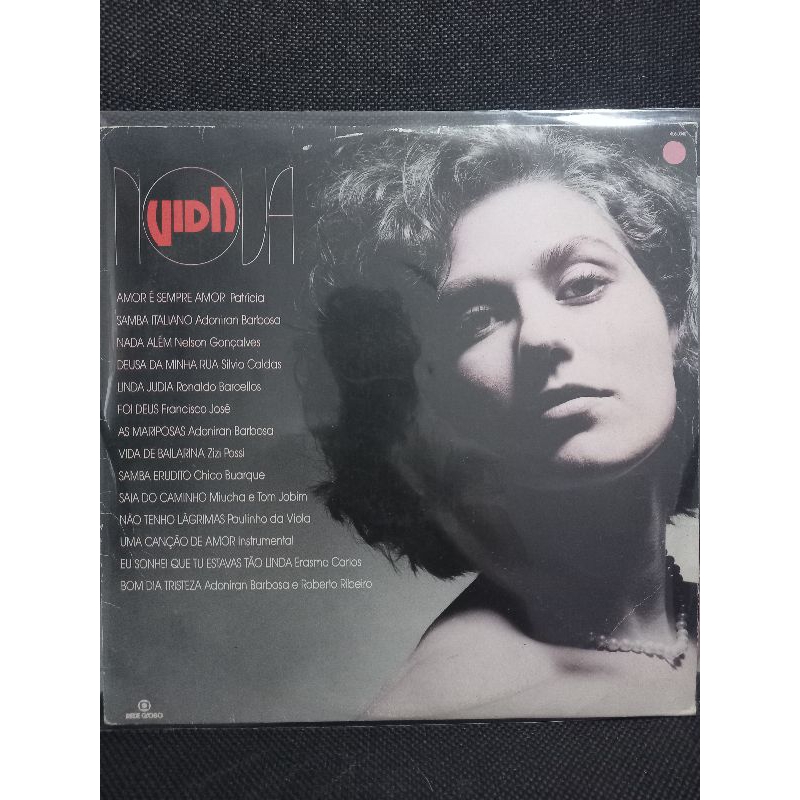 NOVA
VIDA
AMOR É SEMPRE AMOR Patrícia
SAMBA ITALIANO Adoniran Barbosa
NADA ALÉM Nelson Gonçalves
DEUSA DA MINHA RUA Silvio Caldas
LINDA JUDIA Ronaldo Barcellos
FOI DEUS Francisco José
AS MARIPOSAS Adoniran Barbosa
VIDA DE BAILARINA Zizi Possi
SAMBA ERUDITO Chico Buarque
SAIA DO CAMINHO Miucha e Tom Jobim
NÃO TENHO LÁGRIMAS Paulinho da Viola
UMA CANÇÃO DE AMOR Instrumental
EU SONHEI QUE TU ESTAVAS TÃO LINDA Erasmo Carlos
BOM DIA TRISTEZA Adoniran Barbosa e Roberto Ribeiro
REDE GLOBO